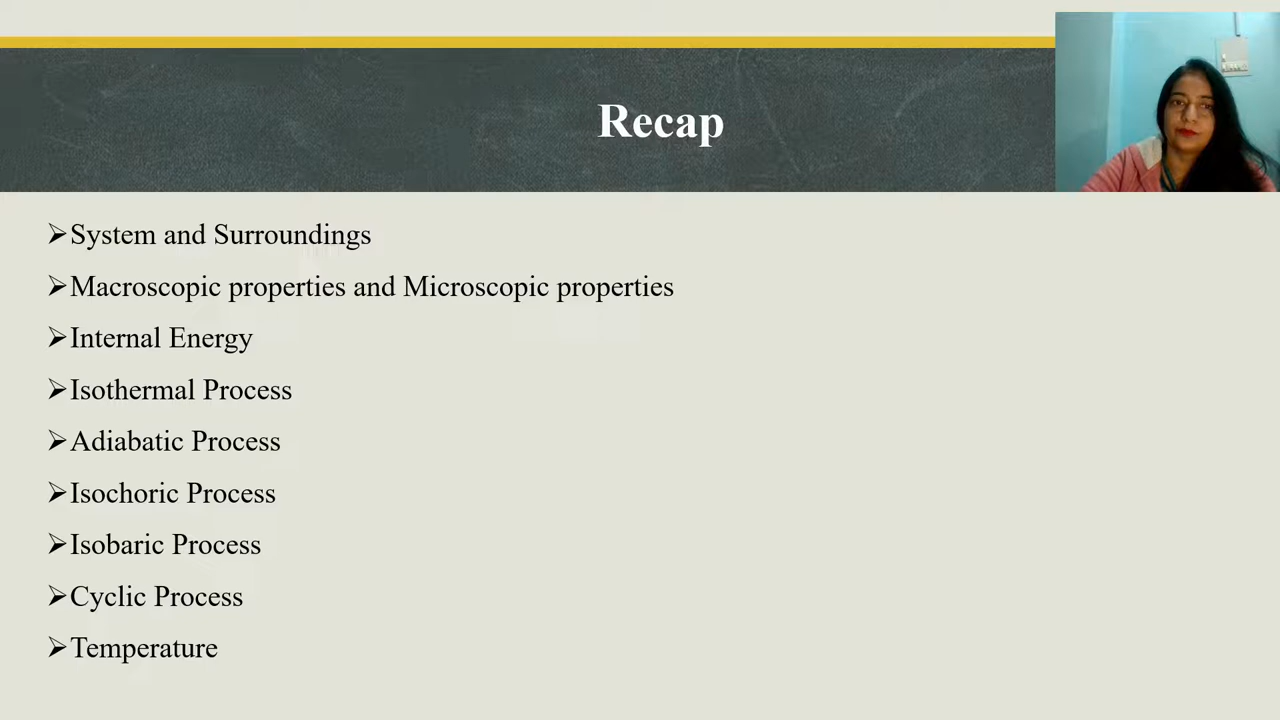 Recap
➢System and Surroundings
➢Macroscopic properties and Microscopic properties
➢Internal Energy
➢Isothermal Process
➢Adiabatic Process
➢Isochoric Process
➢Isobaric Process
➢Cyclic Process
➢Temperature